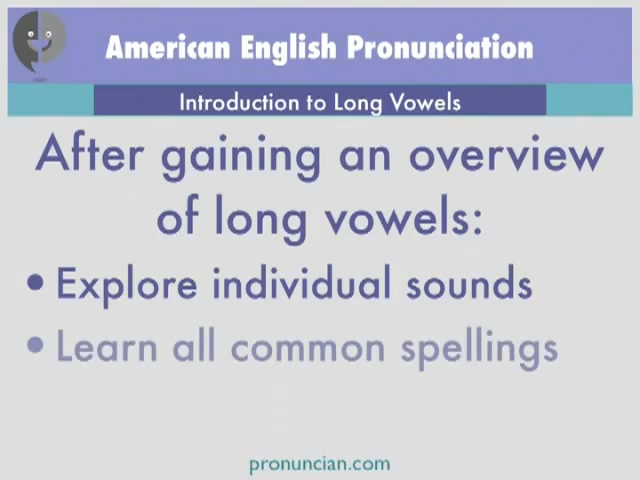 American English Pronunciation
Introduction to Long Vowels
After gaining an overview
of long vowels:
• Explore individual sounds
• Learn all common spellings
pronuncian.com